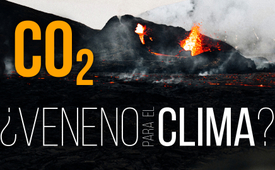 CO₂
¿VENENO PARA EL CLIMA?